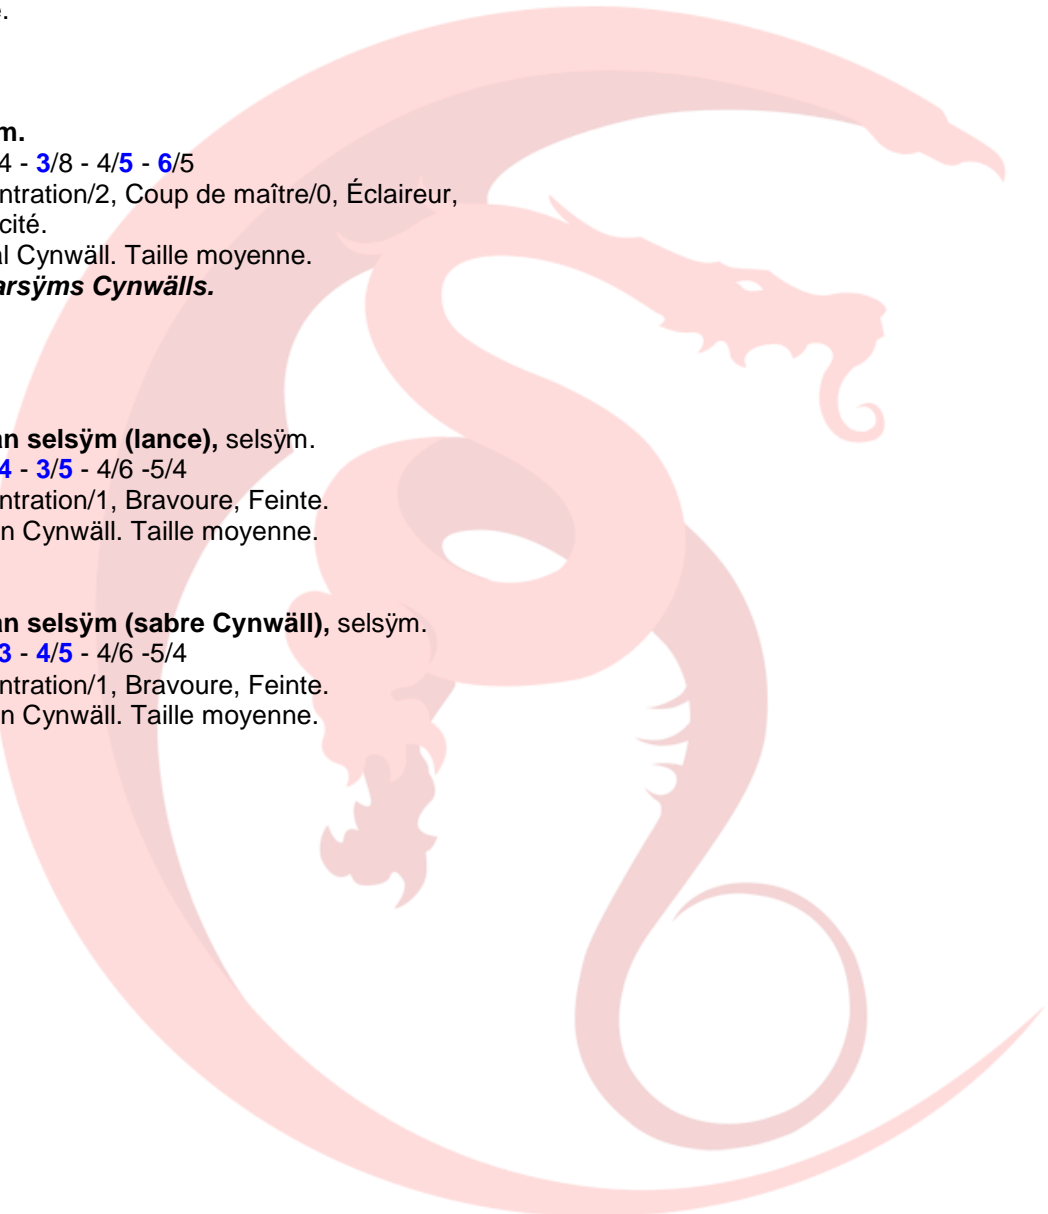 m.
4 - 3/8 - 4/5 - 6/5
ntration/2, Coup de maître/0, Éclaireur,
cité.
al Cynwäll. Taille moyenne.
arsÿms Cynwälls.
an selsÿm (lance), selsÿm.
4 - 3/5 - 4/6 -5/4
ntration/1, Bravoure, Feinte.
n Cynwäll. Taille moyenne.
an selsÿm (sabre Cynwäll), selsÿm.
3 - 4/5 - 4/6 -5/4
ntration/1, Bravoure, Feinte.
n Cynwäll. Taille moyenne.